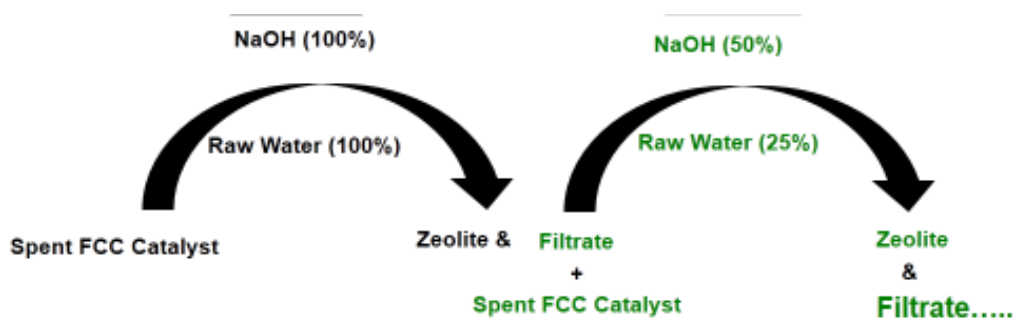 NaOH (100%)
Raw Water (100%)
Spent FCC Catalyst
Zeolite &
NaOH (50%)
Raw Water (25%)
Filtrate
+
Spent FCC Catalyst
Zeolite
&
Filtrate.....